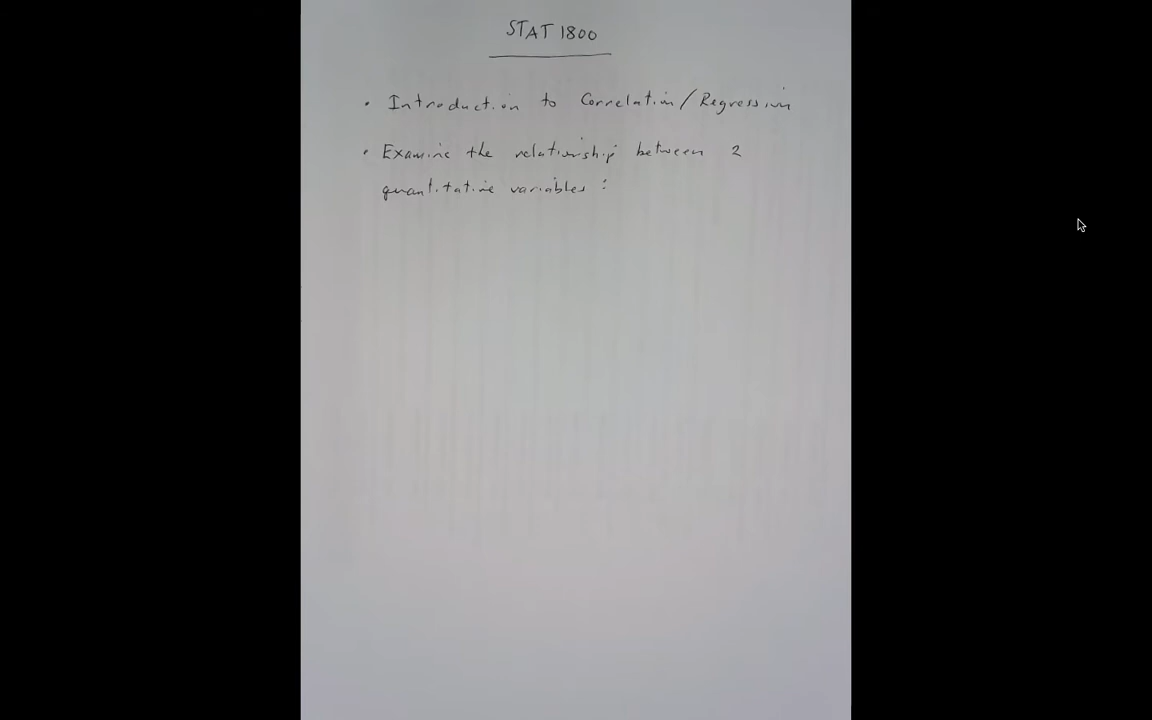 STAT 1800
• Introduction to Correlation/Regression
• Examine the relationship between 2
quantitative variables :